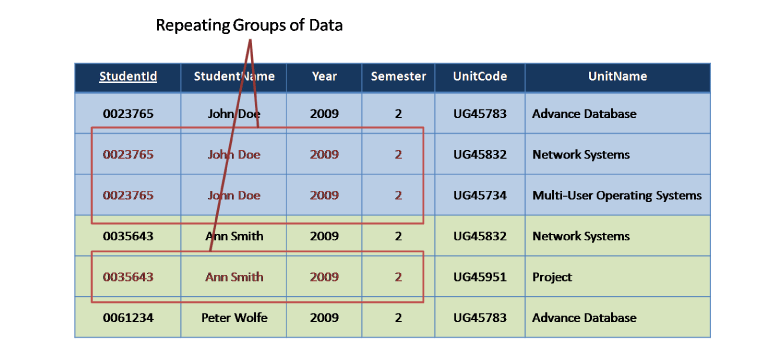 Repeating Groups of Data
StudentId StudentName Year Semester UnitCode UnitName
0023765 John Doe 2009 2 UG45783 Advance Database
0023765 John Doe 2009 2 UG45832 Network Systems
0023765 John Doe 2009 2 UG45734 Multi-User Operating Systems
0035643 Ann Smith 2009 2 UG45832 Network Systems
0035643 Ann Smith 2009 2 UG45951 Project
0061234 Peter Wolfe 2009 2 UG45783 Advance Database